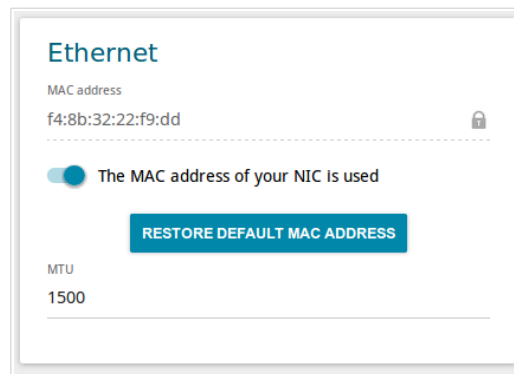 Ethernet
MAC address
f4:8b:32:22:f9:dd
The MAC address of your NIC is used
RESTORE DEFAULT MAC ADDRESS
MTU
1500